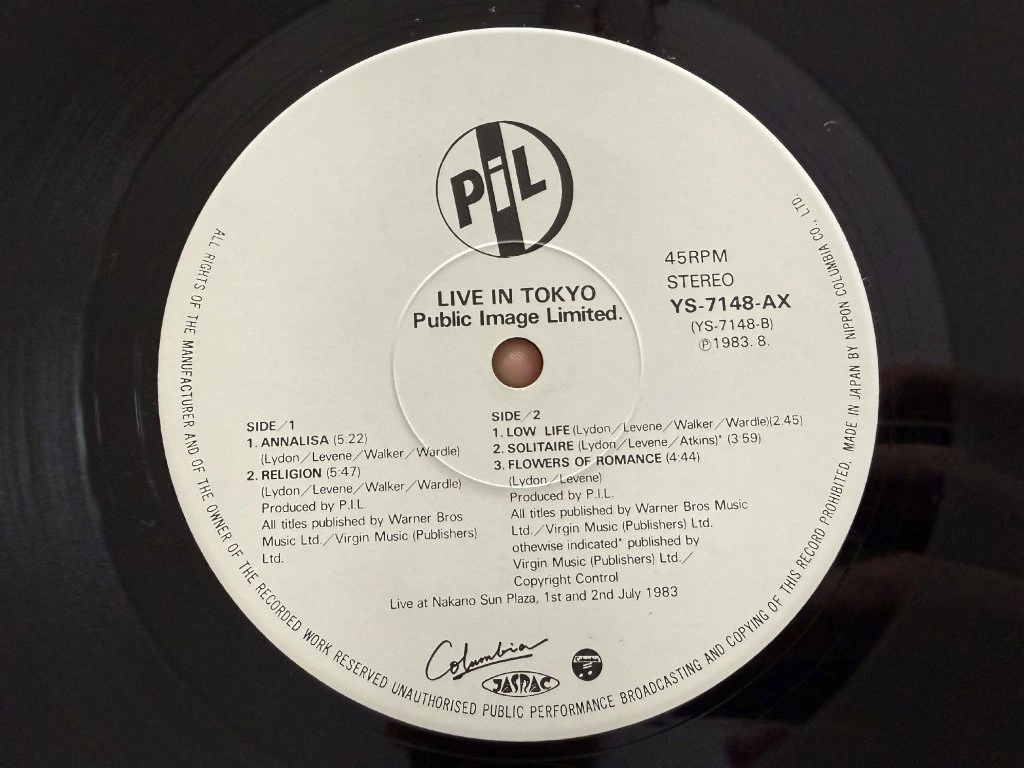 PiL
LIVE IN TOKYO
Public Image Limited.
45RPM
STEREO
YS-7148-AX
(YS-7148-B)
Ⓟ1983. 8.
SIDE/1
1. ANNALISA (5:22)
(Lydon/Levene/Walker/Wardle)
2. RELIGION (5:47)
(Lydon/Levene/Walker/Wardle)
Produced by P.I.L.
All titles published by Warner Bros
Music Ltd./Virgin Music (Publishers)
Ltd.
SIDE/2
1. LOW LIFE (Lydon/Levene/Walker/Wardle)(2:45)
2. SOLITAIRE (Lydon/Levene/Atkins)* (3:59)
3. FLOWERS OF ROMANCE (4:44)
(Lydon/Levene)
Produced by P.I.L.
All titles published by Warner Bros Music
Ltd./Virgin Music (Publishers) Ltd.
othewise indicated* published by
Virgin Music (Publishers) Ltd./
Copyright Control
Live at Nakano Sun Plaza, 1st and 2nd July 1983
Columbia
JASRAC
ALL RIGHTS OF THE MANUFACTURER AND OF THE OWNER OF THE RECORDED WORK RESERVED UNAUTHORISED PUBLIC PERFORMANCE BROADCASTING AND COPYING OF THIS RECORD PROHIBITED. MADE IN JAPAN BY NIPPON COLUMBIA CO., LTD.